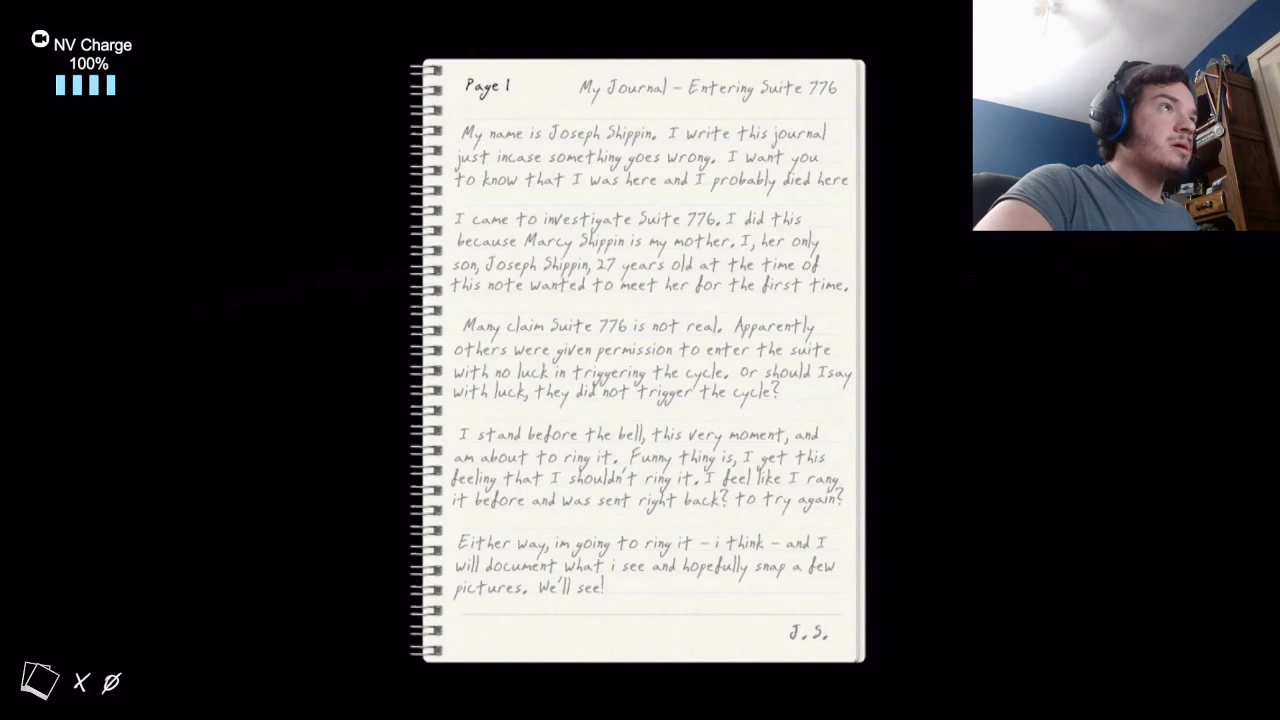 NV Charge
100%
Page 1
My Journal - Entering Suite 776
My name is Joseph Shippin. I write this journal
just incase something goes wrong. I want you
to know that I was here and I probably died here
I came to investigate Suite 776. I did this
because Marcy Shippin is my mother. I, her only
son, Joseph Shippin, 27 years old at the time of
this note wanted to meet her for the first time.
Many claim Suite 776 is not real. Apparently
others were given permission to enter the suite
with no luck in triggering the cycle. Or should I say
with luck, they did not trigger the cycle?
I stand before the bell, this very moment, and
am about to ring it. Funny thing is, I get this
feeling that I shouldn't ring it. I feel like I rang
it before and was sent right back? to try again?
Either way, im going to ring it - i think - and I
will document what i see and hopefully snap a few
pictures. We'll see!
J.S.
X 0